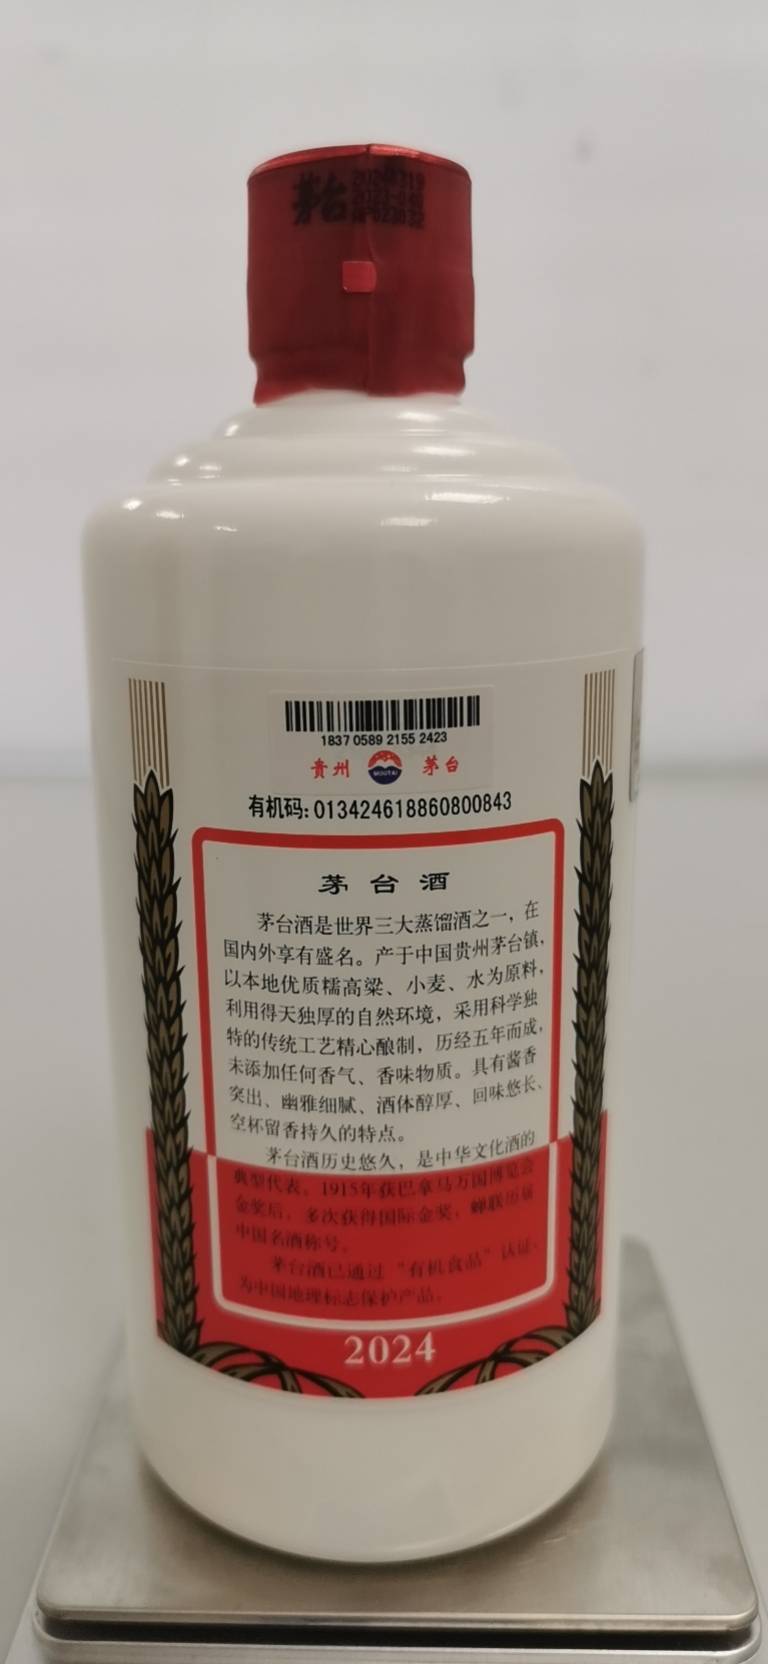 茅台
1837 0589 2155 2423
贵州 MOUTAI 茅台
有机码: 013424618860800843
茅台酒
茅台酒是世界三大蒸馏酒之一，在
国内外享有盛名。产于中国贵州茅台镇，
以本地优质糯高粱、小麦、水为原料，
利用得天独厚的自然环境，采用科学独
特的传统工艺精心酿制，历经五年而成，
未添加任何香气、香味物质。具有酱香
突出、幽雅细腻、酒体醇厚、回味悠长、
空杯留香持久的特点。
茅台酒历史悠久，是中华文化酒的
典型代表。1915年获巴拿马万国博览会
金奖后，多次获得国际金奖，蝉联历届
中国名酒称号。
茅台酒已通过“有机食品”认证，
为中国地理标志保护产品。
2024